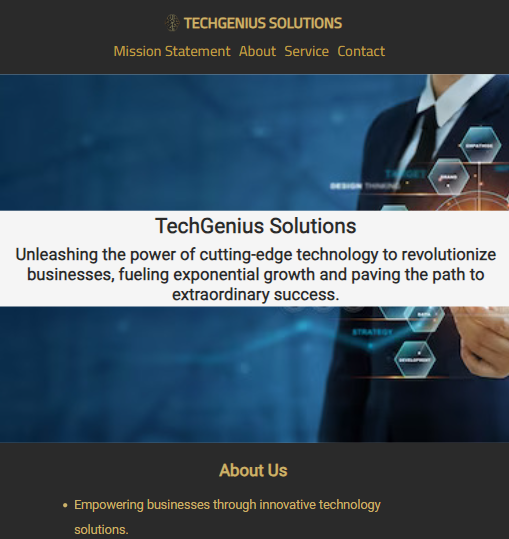 TECHGENIUS SOLUTIONS
Mission Statement About Service Contact
EMPATHISE
TARGET
BRAND
DESIGN THINKING
TechGenius Solutions
Unleashing the power of cutting-edge technology to revolutionize
businesses, fueling exponential growth and paving the path to
extraordinary success.
DATA
STRATEGY
DEVELOPMENT
About Us
• Empowering businesses through innovative technology
solutions.